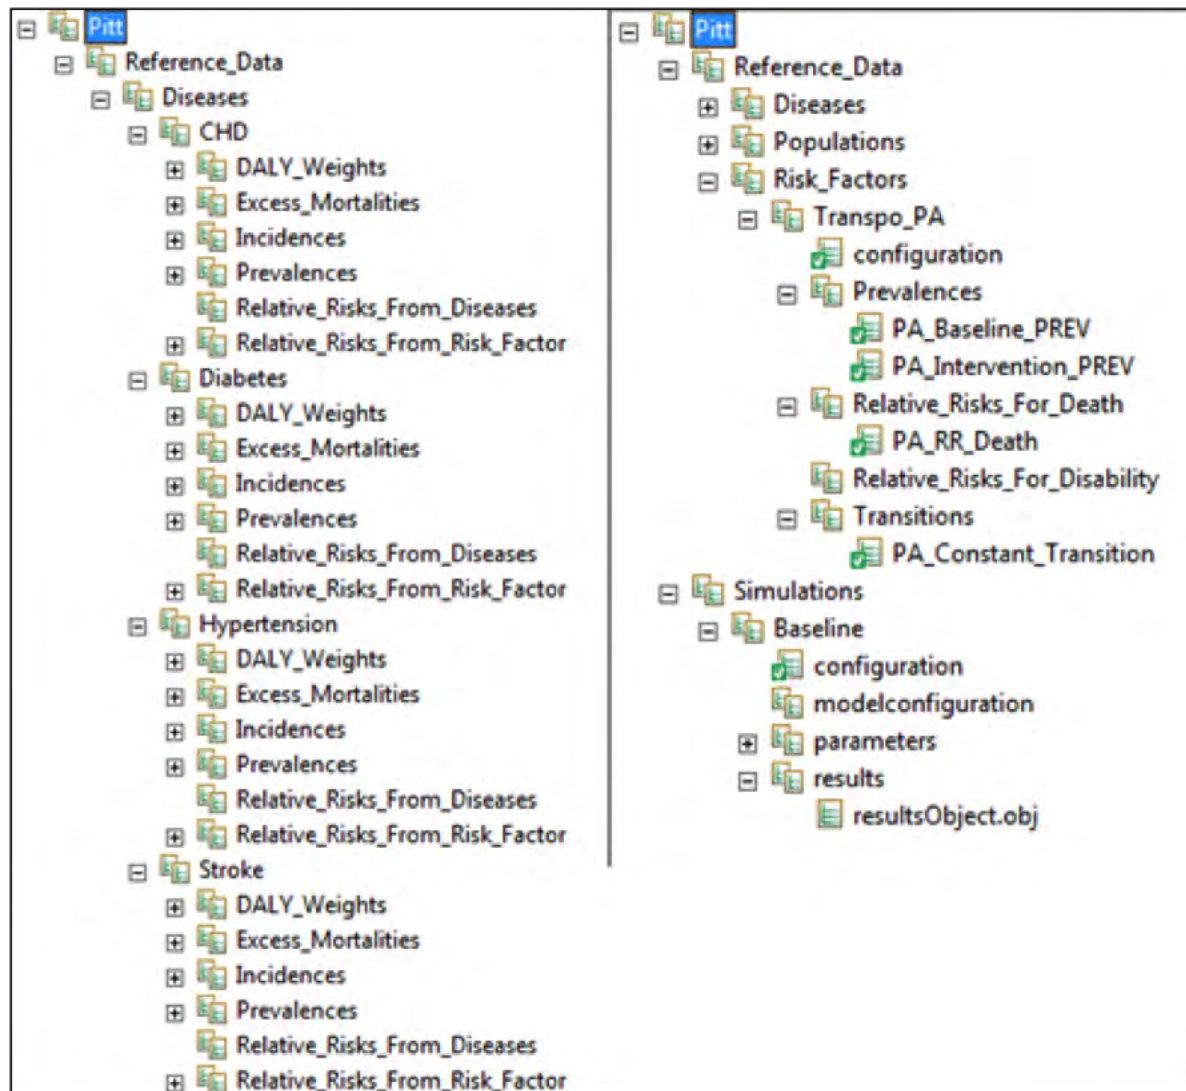 Pitt
Reference_Data
Diseases
CHD
DALY_Weights
Excess_Mortalities
Incidences
Prevalences
Relative_Risks_From_Diseases
Relative_Risks_From_Risk_Factor
Diabetes
DALY_Weights
Excess_Mortalities
Incidences
Prevalences
Relative_Risks_From_Diseases
Relative_Risks_From_Risk_Factor
Hypertension
DALY_Weights
Excess_Mortalities
Incidences
Prevalences
Relative_Risks_From_Diseases
Relative_Risks_From_Risk_Factor
Stroke
DALY_Weights
Excess_Mortalities
Incidences
Prevalences
Relative_Risks_From_Diseases
Relative_Risks_From_Risk_Factor
Pitt
Reference_Data
Diseases
Populations
Risk_Factors
Transpo_PA
configuration
Prevalences
PA_Baseline_PREV
PA_Intervention_PREV
Relative_Risks_For_Death
PA_RR_Death
Relative_Risks_For_Disability
Transitions
PA_Constant_Transition
Simulations
Baseline
configuration
modelconfiguration
parameters
results
resultsObject.obj